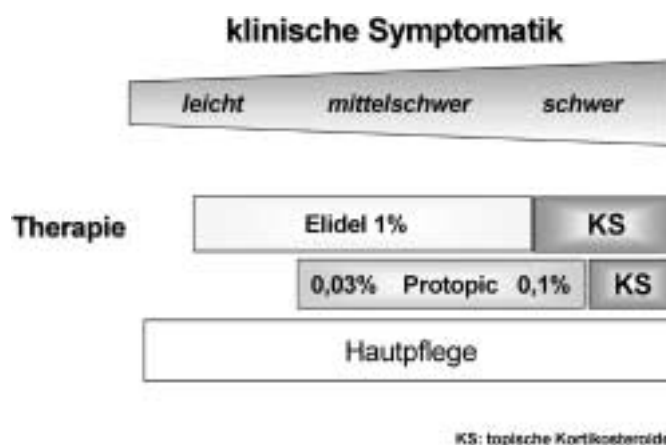 klinische Symptomatik
leicht mittelschwer schwer
Therapie Elidel 1% KS
0,03% Protopic 0,1% KS
Hautpflege
KS: topische Kortikosteroide